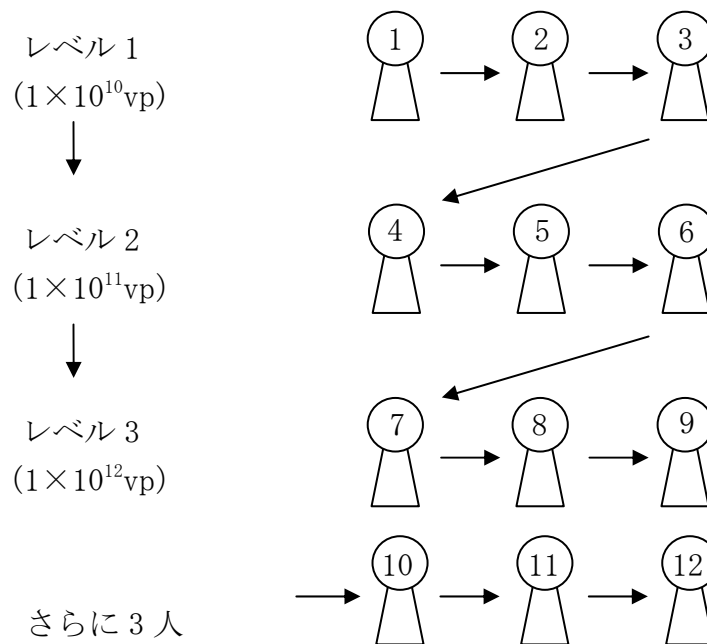 レベル 1
(1×10¹⁰vp)
1 2 3
レベル 2
(1×10¹¹vp)
4 5 6
レベル 3
(1×10¹²vp)
7 8 9
10 11 12
さらに 3 人